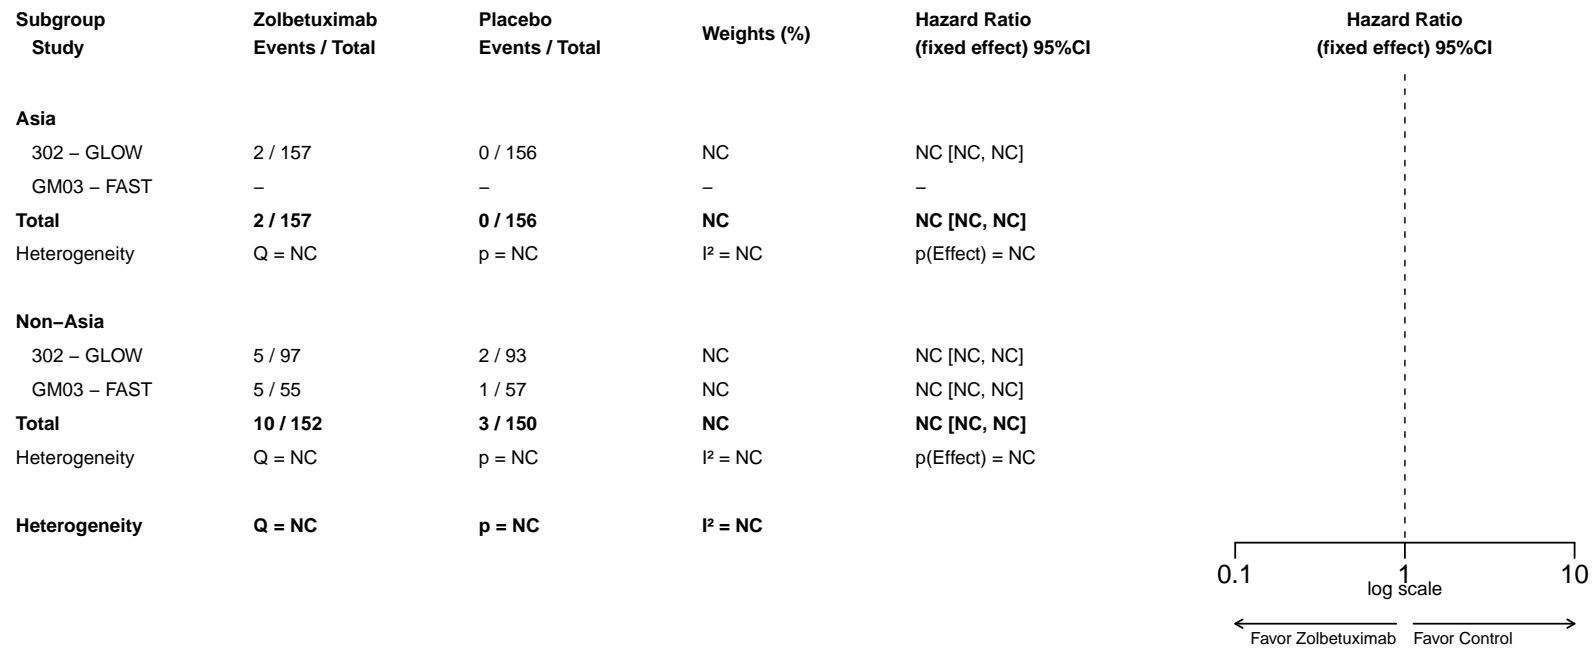 Subgroup Zolbetuximab Placebo Weights (%) Hazard Ratio Hazard Ratio
Study Events / Total Events / Total (fixed effect) 95%CI (fixed effect) 95%CI
Asia
302 – GLOW 2 / 157 0 / 156 NC NC [NC, NC]
GM03 – FAST – – – –
Total 2 / 157 0 / 156 NC NC [NC, NC]
Heterogeneity Q = NC p = NC I² = NC p(Effect) = NC
Non–Asia
302 – GLOW 5 / 97 2 / 93 NC NC [NC, NC]
GM03 – FAST 5 / 55 1 / 57 NC NC [NC, NC]
Total 10 / 152 3 / 150 NC NC [NC, NC]
Heterogeneity Q = NC p = NC I² = NC p(Effect) = NC
Heterogeneity Q = NC p = NC I² = NC
0.1 1 10
log scale
Favor Zolbetuximab Favor Control